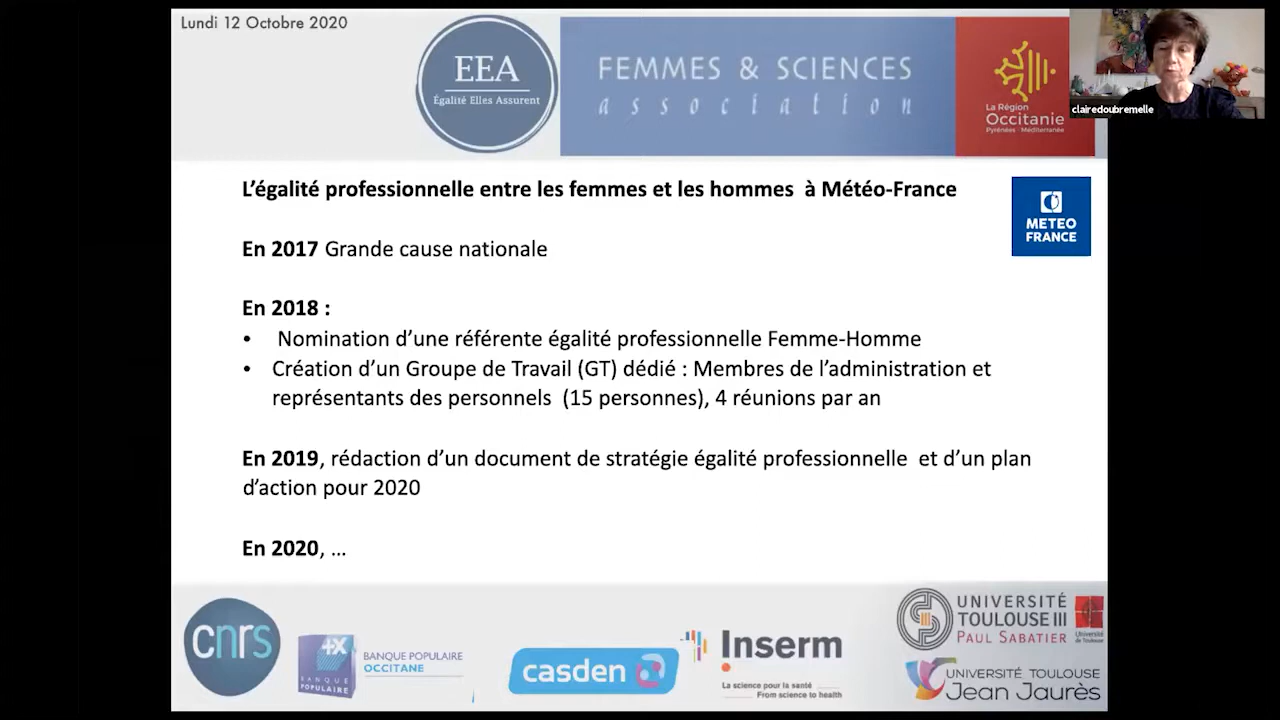 Lundi 12 Octobre 2020
EEA
Égalité Elles Assurent
FEMMES & SCIENCES
association
La Région
Occitanie
Pyrénées - Méditerranée
clairedoubremelle
L’égalité professionnelle entre les femmes et les hommes à Météo-France
METEO
FRANCE
En 2017 Grande cause nationale
En 2018 :
• Nomination d’une référente égalité professionnelle Femme-Homme
• Création d’un Groupe de Travail (GT) dédié : Membres de l’administration et
représentants des personnels (15 personnes), 4 réunions par an
En 2019, rédaction d’un document de stratégie égalité professionnelle et d’un plan
d’action pour 2020
En 2020, ...
cnrs
+X
BANQUE
POPULAIRE
BANQUE POPULAIRE
OCCITANE
casden
Inserm
La science pour la santé
From science to health
UNIVERSITÉ
TOULOUSE III
PAUL SABATIER
Université
de Toulouse
UNIVERSITÉ TOULOUSE
Jean Jaurès